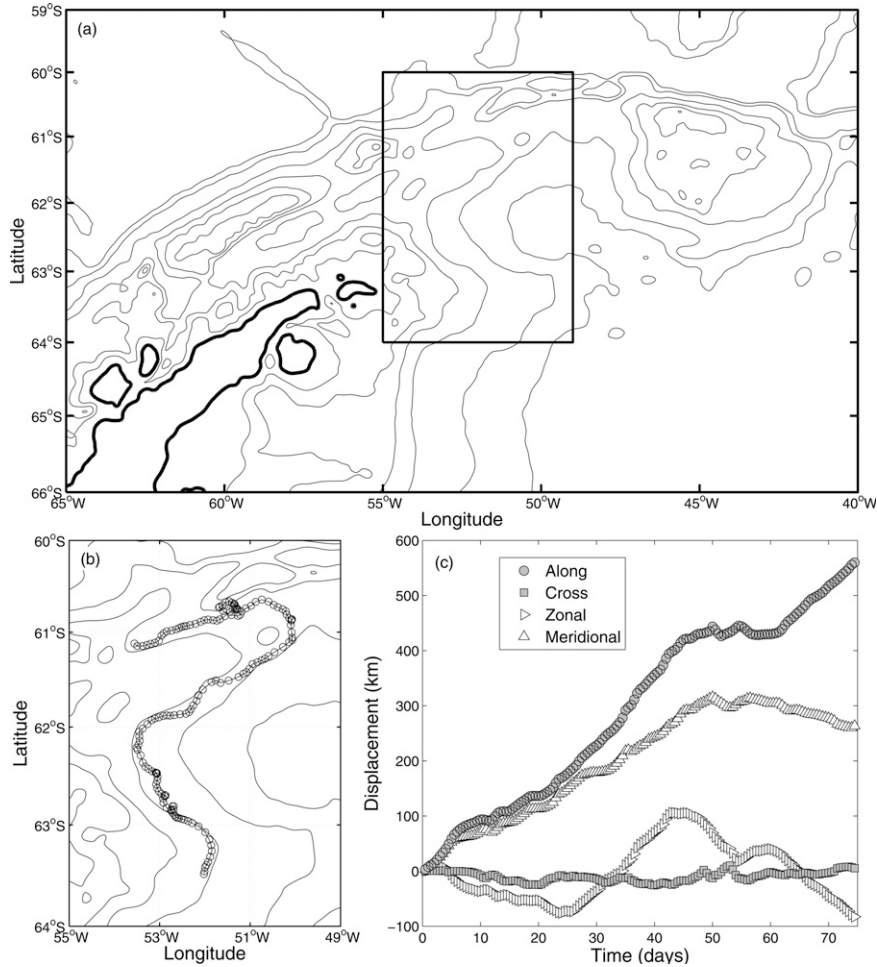 59°S
(a)
60°S
61°S
62°S
63°S
64°S
65°S
66°S
Latitude
65°W 60°W 55°W 50°W 45°W 40°W
Longitude
(b)
60°S
61°S
62°S
63°S
64°S
Latitude
55°W 53°W 51°W 49°W
Longitude
(c)
Along
Cross
Zonal
Meridional
600
500
400
300
200
100
0
−100
Displacement (km)
0 10 20 30 40 50 60 70
Time (days)